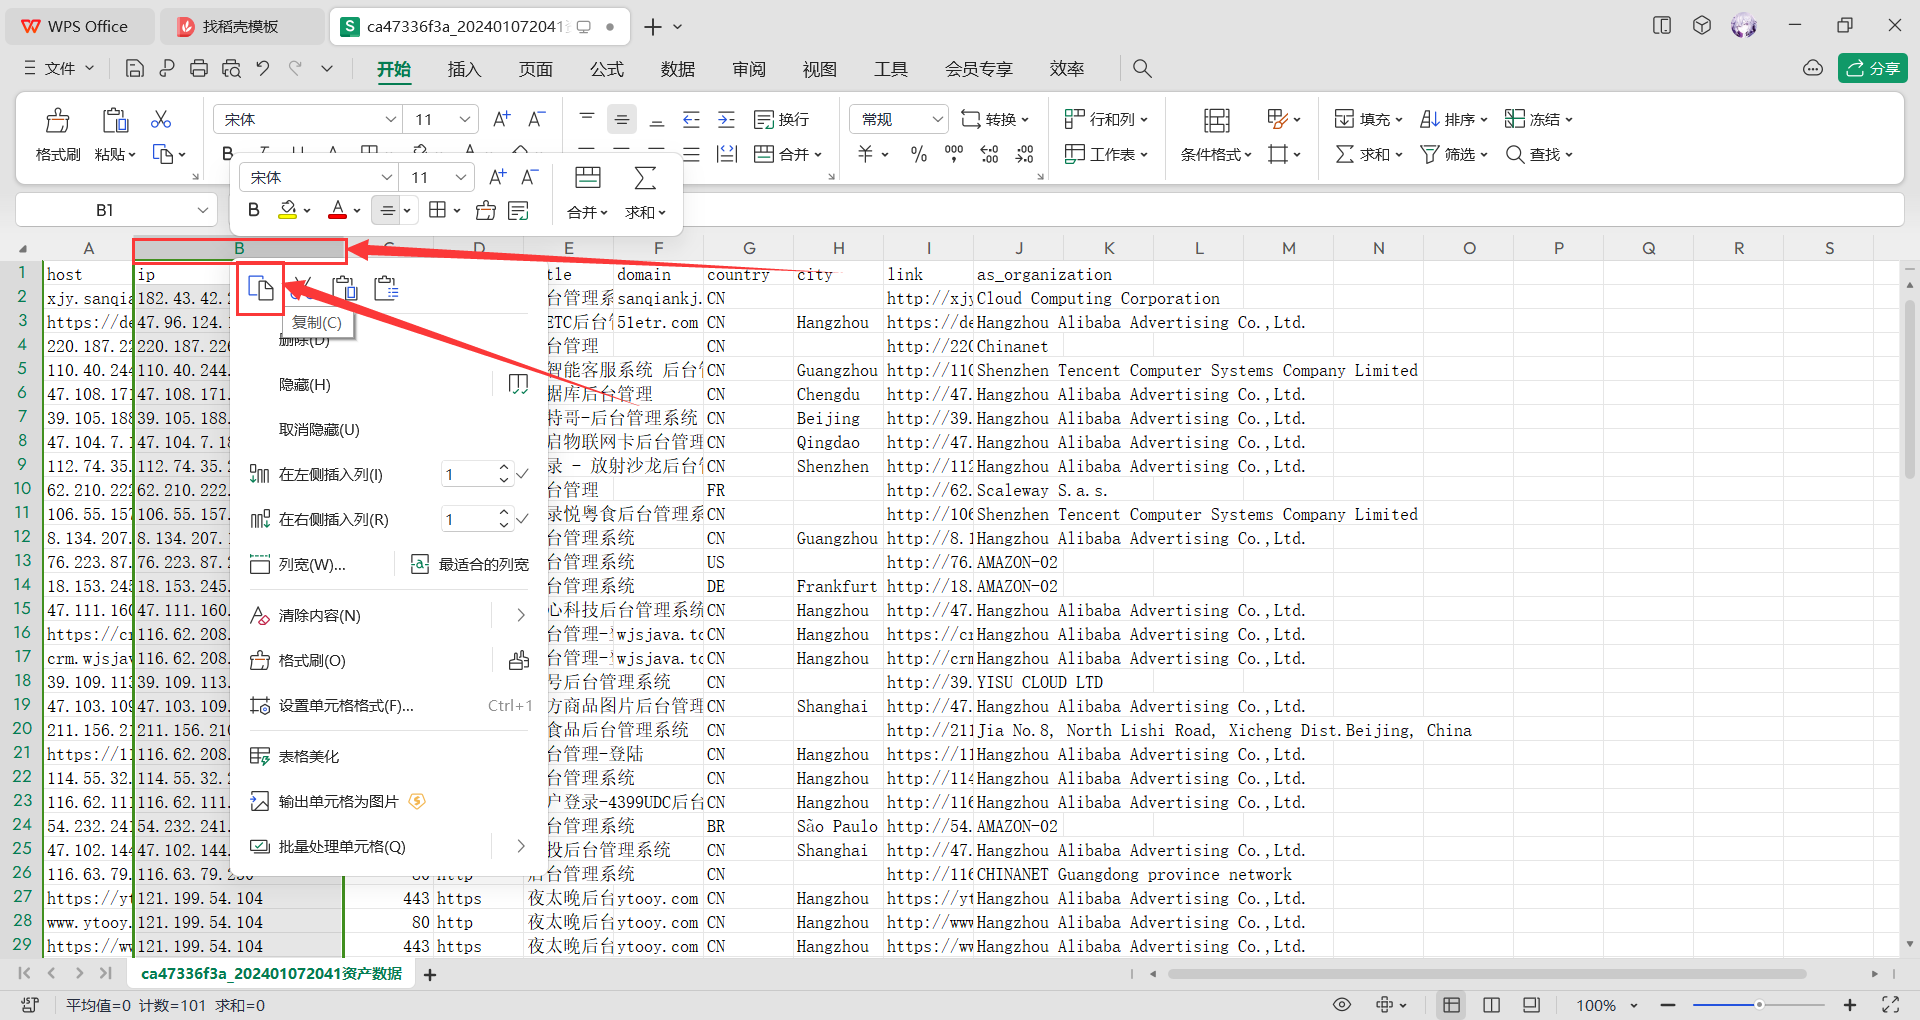 WPS Office 找稻壳模板 ca47336f3a_202401072041
文件 开始 插入 页面 公式 数据 审阅 视图 工具 会员专享 效率 分享
宋体 11 A+ A- 换行 常规 转换 行和列 填充 排序 冻结
格式刷 粘贴 合并 条件格式 工作表 求和 筛选 查找
宋体 11 A+ A-
B1 B A 合并 求和
A B C D E F G H I J K L M N O P Q R S
1 host ip tle domain country city link as_organization
2 xjy.sanqia 182.43.42. 台管理系 sanqiankj. CN http://xjy Cloud Computing Corporation
复制(C)
3 https://de 47.96.124. ETC后台 5letr.com CN Hangzhou https://de Hangzhou Alibaba Advertising Co.,Ltd.
删除(D)
4 220.187.22 220.187.220 台管理 CN http://220 Chinanet
5 110.40.244 110.40.244. 智能客服系统 后台 CN Guangzhou http://110 Shenzhen Tencent Computer Systems Company Limited
隐藏(H)
6 47.108.171 47.108.171. 据库后台管理 CN Chengdu http://47. Hangzhou Alibaba Advertising Co.,Ltd.
7 39.105.188 39.105.188. 特哥-后台管理系统 CN Beijing http://39. Hangzhou Alibaba Advertising Co.,Ltd.
取消隐藏(U)
8 47.104.7.1 47.104.7.18 启物联网卡后台管理 CN Qingdao http://47. Hangzhou Alibaba Advertising Co.,Ltd.
9 112.74.35. 112.74.35. 录 - 放射沙龙后台 CN Shenzhen http://112 Hangzhou Alibaba Advertising Co.,Ltd.
在左侧插入列(I) 1
10 62.210.222 62.210.222. 台管理 FR http://62. Scaleway S.a.s.
11 106.55.157 106.55.157. 录悦粤食后台管理系 CN http://106 Shenzhen Tencent Computer Systems Company Limited
在右侧插入列(R) 1
12 8.134.207. 8.134.207. 台管理系统 CN Guangzhou http://8.1 Hangzhou Alibaba Advertising Co.,Ltd.
13 76.223.87. 76.223.87. 台管理系统 US http://76. AMAZON-02
列宽(W)... 最适合的列宽
14 18.153.245 18.153.245. 台管理系统 DE Frankfurt http://18. AMAZON-02
15 47.111.160 47.111.160. 心科技后台管理系统 CN Hangzhou http://47. Hangzhou Alibaba Advertising Co.,Ltd.
清除内容(N)
16 https://cr 116.62.208. 台管理- wjsjava.to CN Hangzhou https://cr Hangzhou Alibaba Advertising Co.,Ltd.
17 crm.wjsjav 116.62.208. 台管理- wjsjava.to CN Hangzhou http://crm Hangzhou Alibaba Advertising Co.,Ltd.
格式刷(O)
18 39.109.113 39.109.113. 号后台管理系统 CN http://39. YISU CLOUD LTD
19 47.103.109 47.103.109. 方商品图片后台管理 CN Shanghai http://47. Hangzhou Alibaba Advertising Co.,Ltd.
设置单元格格式(F)... Ctrl+1
20 211.156.21 211.156.210 食品后台管理系统 CN http://211 Jia No.8, North Lishi Road, Xicheng Dist.Beijing, China
21 https://11 116.62.208. 台管理-登陆 CN Hangzhou https://11 Hangzhou Alibaba Advertising Co.,Ltd.
表格美化
22 114.55.32. 114.55.32. 台管理系统 CN Hangzhou http://114 Hangzhou Alibaba Advertising Co.,Ltd.
23 116.62.111 116.62.111. 户登录-4399UDC后台 CN Hangzhou http://116 Hangzhou Alibaba Advertising Co.,Ltd.
输出单元格为图片
24 54.232.241 54.232.241. 台管理系统 BR São Paulo http://54. AMAZON-02
25 47.102.144 47.102.144. 投后台管理系统 CN Shanghai http://47. Hangzhou Alibaba Advertising Co.,Ltd.
批量处理单元格(Q)
26 116.63.79. 116.63.79.230 80 http 后台管理系统 CN http://116 CHINANET Guangdong province network
27 https://yt 121.199.54.104 443 https 夜太晚后台 ytooy.com CN Hangzhou https://yt Hangzhou Alibaba Advertising Co.,Ltd.
28 www.ytooy. 121.199.54.104 80 http 夜太晚后台 ytooy.com CN Hangzhou http://www Hangzhou Alibaba Advertising Co.,Ltd.
29 https://ww 121.199.54.104 443 https 夜太晚后台 ytooy.com CN Hangzhou https://ww Hangzhou Alibaba Advertising Co.,Ltd.
ca47336f3a_202401072041资产数据
平均值=0 计数=101 求和=0 100%